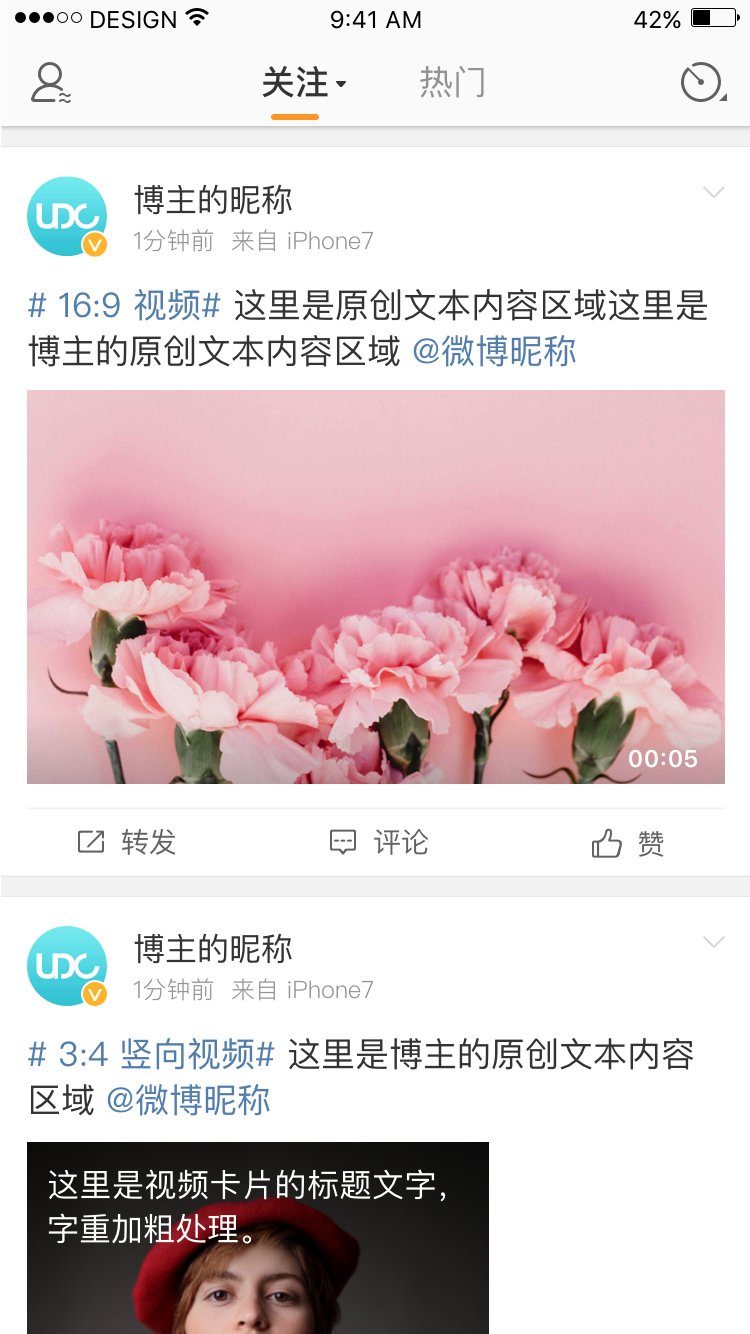 DESIGN 9:41 AM 42%
关注 热门
UDC
博主的昵称
1分钟前 来自 iPhone7
# 16:9 视频# 这里是原创文本内容区域这里是
博主的原创文本内容区域 @微博昵称
00:05
转发 评论 赞
UDC
博主的昵称
1分钟前 来自 iPhone7
# 3:4 竖向视频# 这里是博主的原创文本内容
区域 @微博昵称
这里是视频卡片的标题文字，
字重加粗处理。